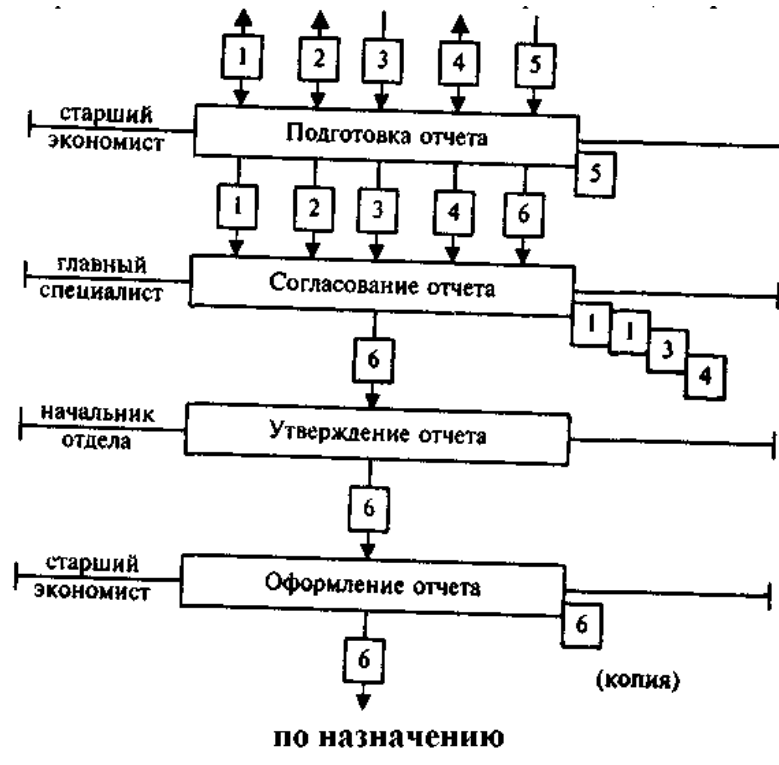 1 2 3 4 5
старший
экономист
Подготовка отчета
5
1 2 3 4 6
главный
специалист
Согласование отчета
1 1 3 4
6
начальник
отдела
Утверждение отчета
6
старший
экономист
Оформление отчета
6
6
(копия)
по назначению